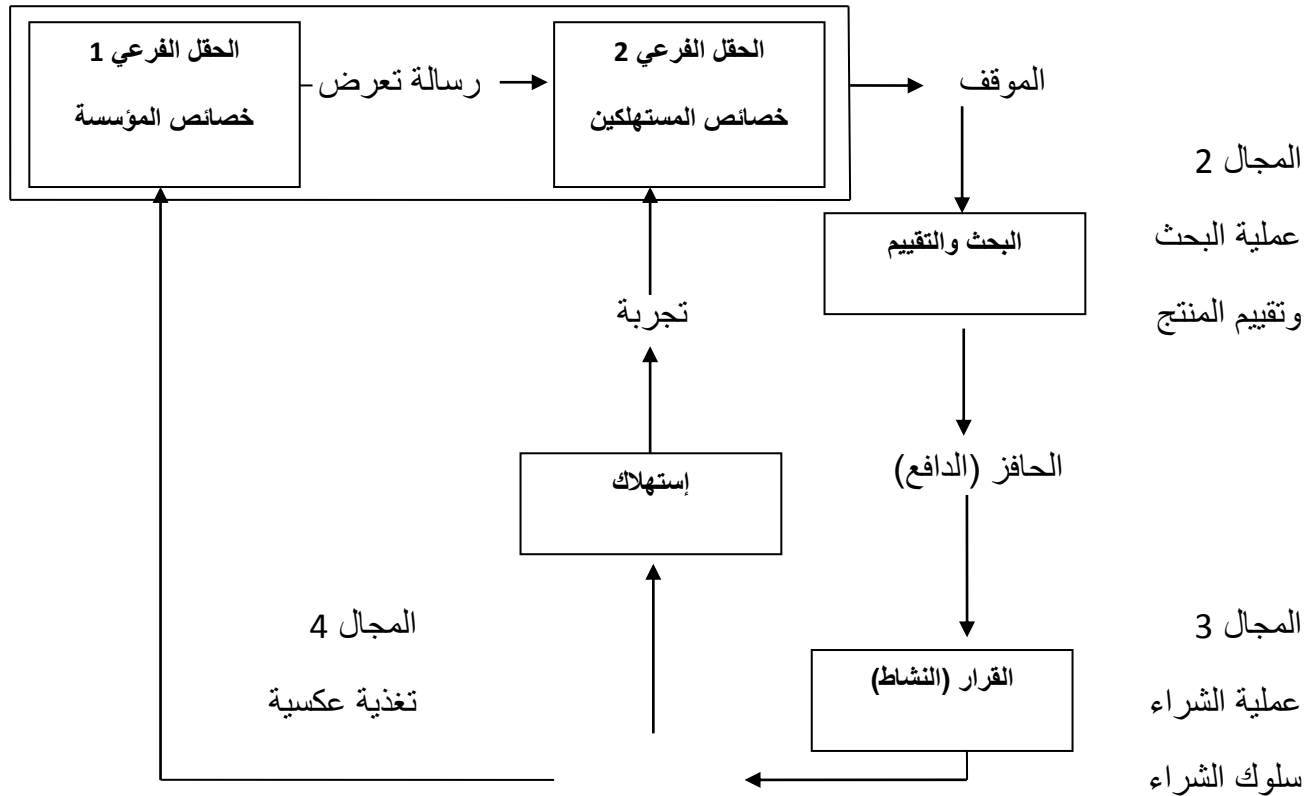 الحقل الفرعي 1
خصائص المؤسسة
رسالة تعرض
الحقل الفرعي 2
خصائص المستهلكين
الموقف
المجال 2
عملية البحث
وتقييم المنتج
البحث والتقييم
تجربة
الحافز (الدافع)
إستهلاك
المجال 3
عملية الشراء
سلوك الشراء
القرار (النشاط)
المجال 4
تغذية عكسية